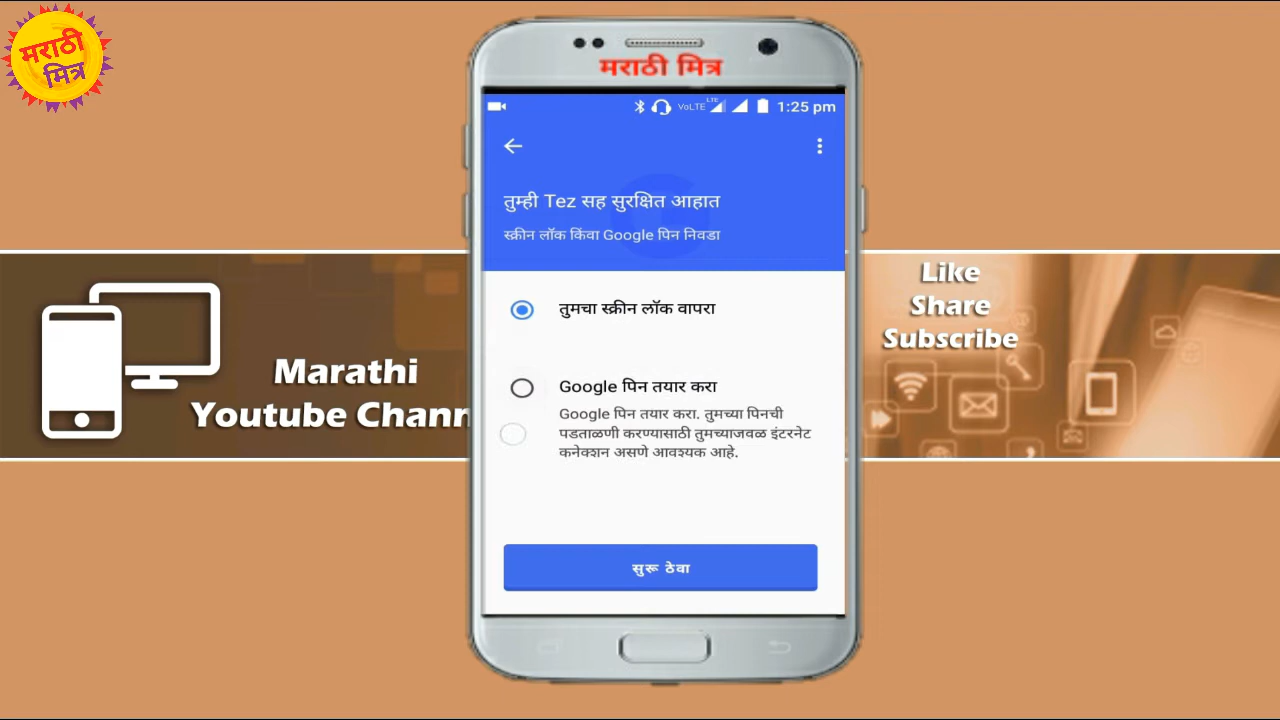 मराठी
मित्र
मराठी मित्र
VoLTE LTE 1:25 pm
तुम्ही Tez सह सुरक्षित आहात
स्क्रीन लॉक किंवा Google पिन निवडा
तुमचा स्क्रीन लॉक वापरा
Google पिन तयार करा
Google पिन तयार करा. तुमच्या पिनची
पडताळणी करण्यासाठी तुमच्याजवळ इंटरनेट
कनेक्शन असणे आवश्यक आहे.
सुरू ठेवा
Marathi
Youtube Chann
Like
Share
Subscribe